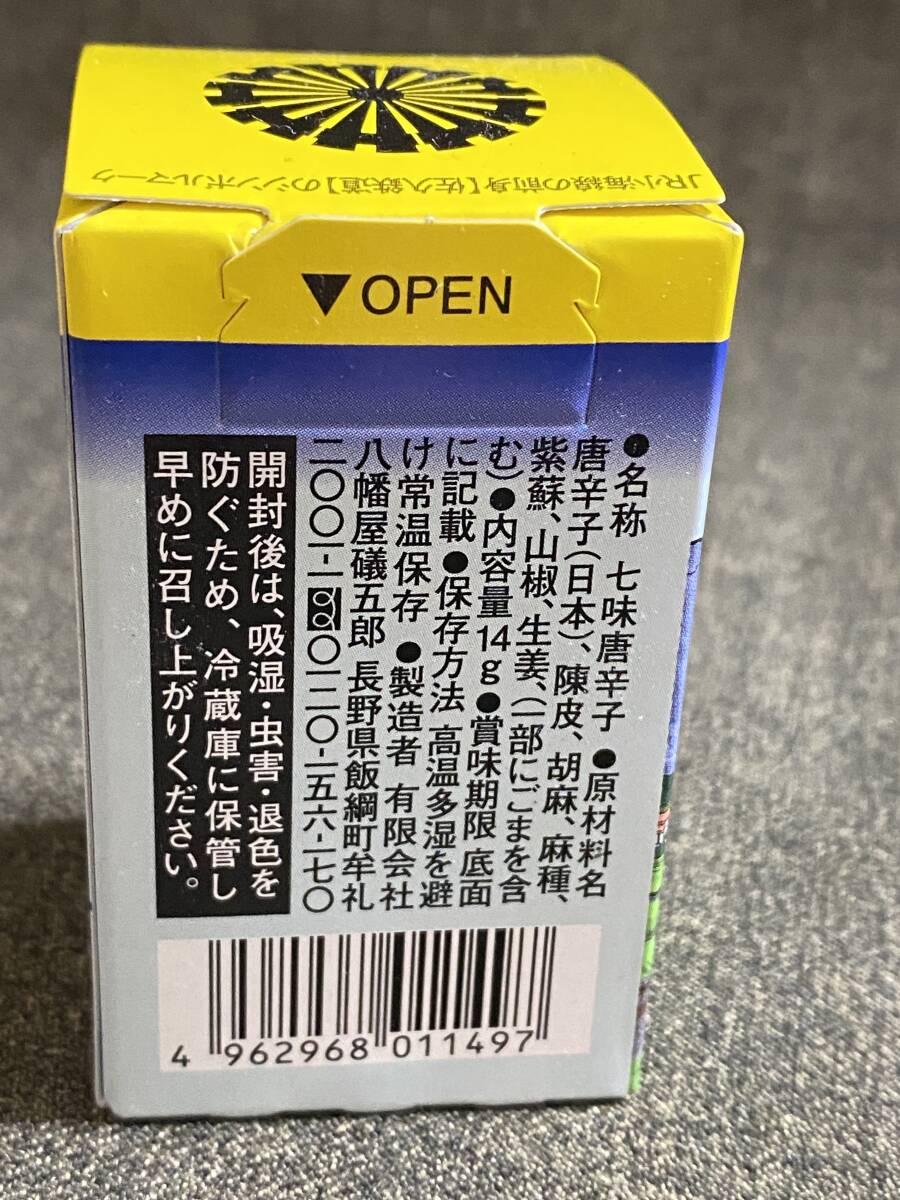 JR小海線の前身【佐久鉄道】のシンボルマーク
▼OPEN
●名称 七味唐辛子 ●原材料名
唐辛子(日本)、陳皮、胡麻、麻種、
紫蘇、山椒、生姜、(一部にごまを含
む)●内容量14g●賞味期限 底面
に記載 ●保存方法 高温多湿を避
け常温保存 ●製造者 有限会社
八幡屋礒五郎 長野県飯綱町牟礼
二〇〇一-一 〇一二〇-一五六-一七〇
開封後は、吸湿・虫害・退色を
防ぐため、冷蔵庫に保管し
早めに召し上がりください。
4 962968 011497